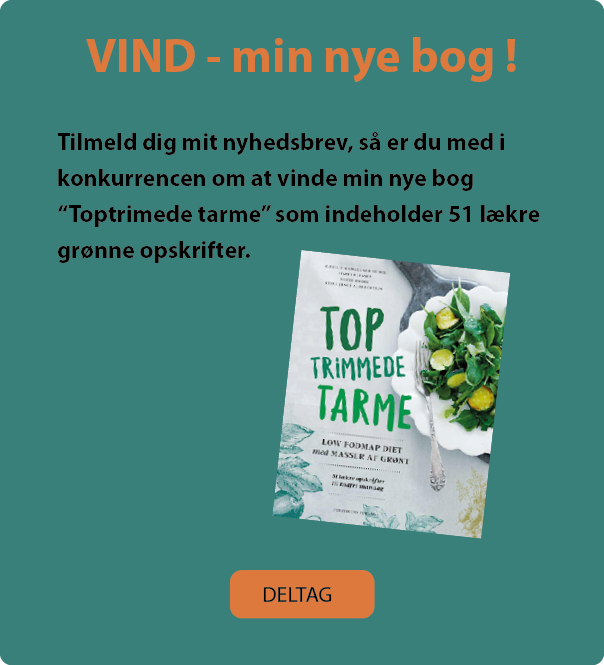 VIND - min nye bog !
Tilmeld dig mit nyhedsbrev, så er du med i
konkurrencen om at vinde min nye bog
“Toptrimede tarme” som indeholder 51 lækre
grønne opskrifter.
TOP
TRIMMEDE
TARME
LOW FODMAP DIET
med MASSER AF GRØNT
DELTAG